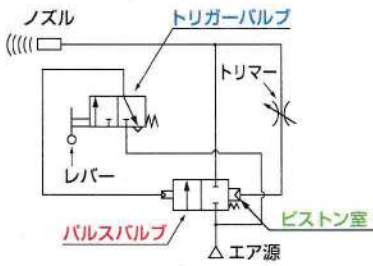 ノズル
トリガーバルブ
トリマー
レバー
パルスバルブ
ピストン室
エア源